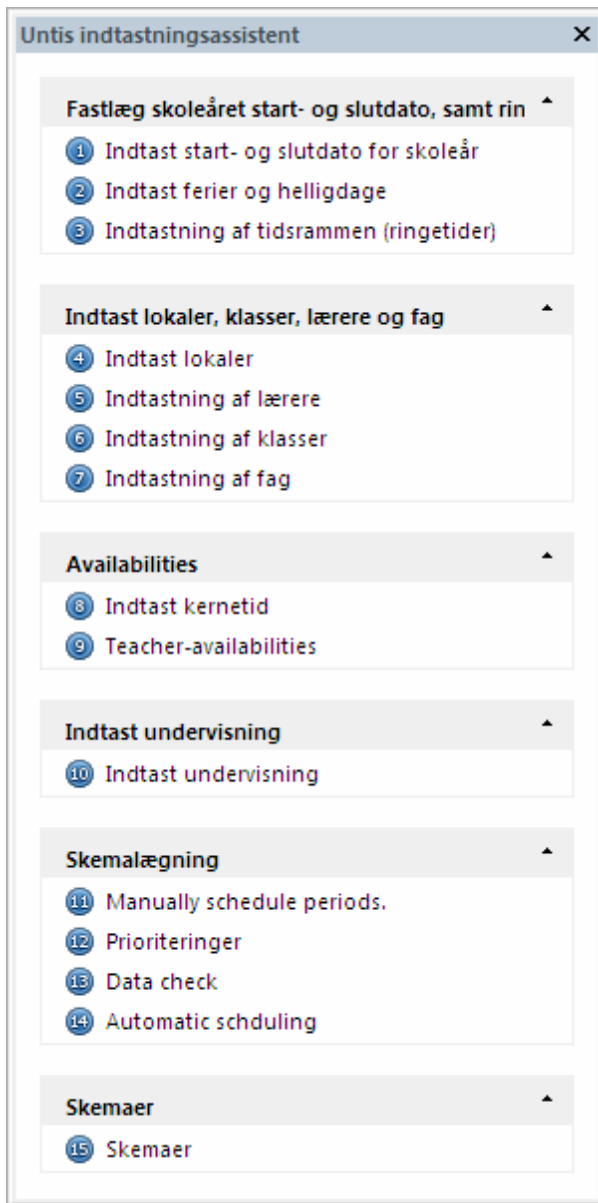 Untis indtastningsassistent
Fastlæg skoleåret start- og slutdato, samt rin
1 Indtast start- og slutdato for skoleår
2 Indtast ferier og helligdage
3 Indtastning af tidsrammen (ringetider)
Indtast lokaler, klasser, lærere og fag
4 Indtast lokaler
5 Indtastning af lærere
6 Indtastning af klasser
7 Indtastning af fag
Availabilities
8 Indtast kernetid
9 Teacher-availabilities
Indtast undervisning
10 Indtast undervisning
Skemalægning
11 Manually schedule periods.
12 Prioriteringer
13 Data check
14 Automatic schduling
Skemaer
15 Skemaer